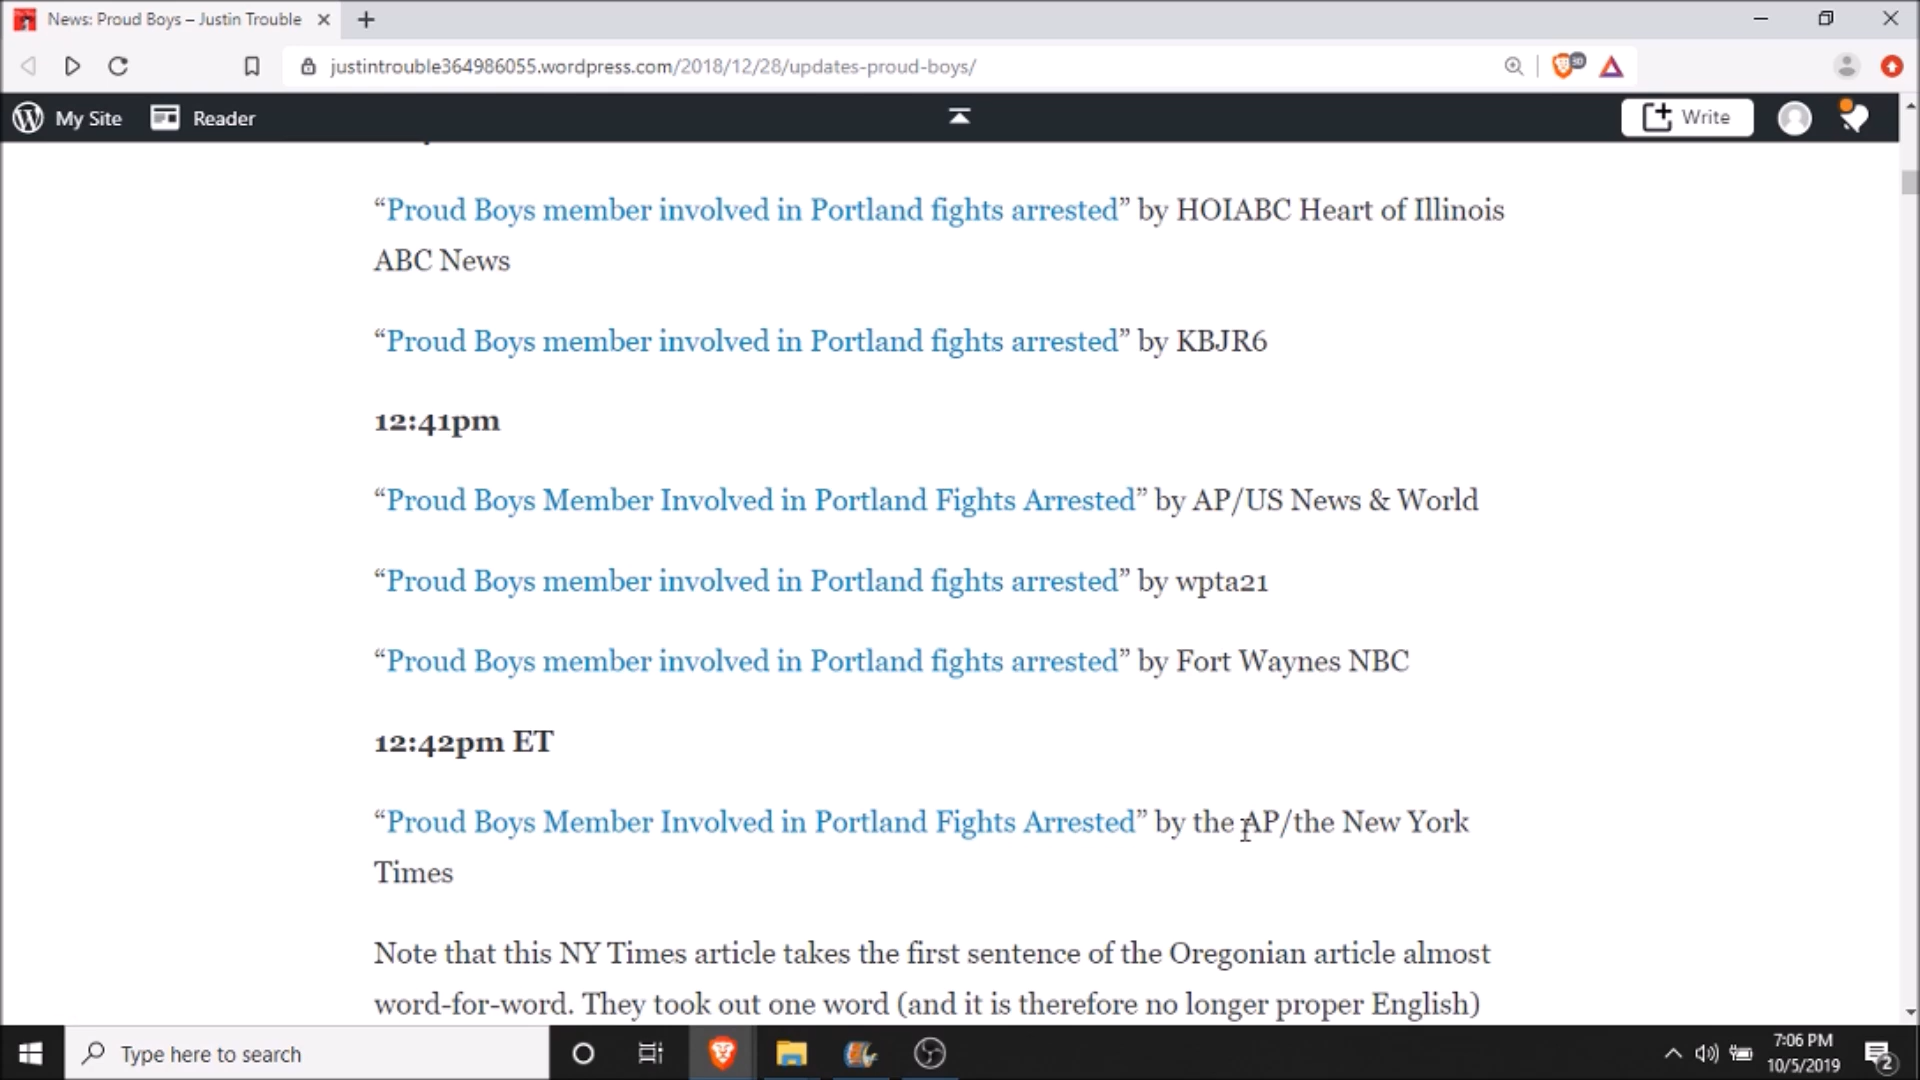 News: Proud Boys – Justin Trouble
justintrouble364986055.wordpress.com/2018/12/28/updates-proud-boys/
30
My Site
Reader
Write
“Proud Boys member involved in Portland fights arrested” by HOIABC Heart of Illinois
ABC News
“Proud Boys member involved in Portland fights arrested” by KBJR6
12:41pm
“Proud Boys Member Involved in Portland Fights Arrested” by AP/US News & World
“Proud Boys member involved in Portland fights arrested” by wpta21
“Proud Boys member involved in Portland fights arrested” by Fort Waynes NBC
12:42pm ET
“Proud Boys Member Involved in Portland Fights Arrested” by the AP/the New York
Times
Note that this NY Times article takes the first sentence of the Oregonian article almost
word-for-word. They took out one word (and it is therefore no longer proper English)
Type here to search
7:06 PM
10/5/2019
2